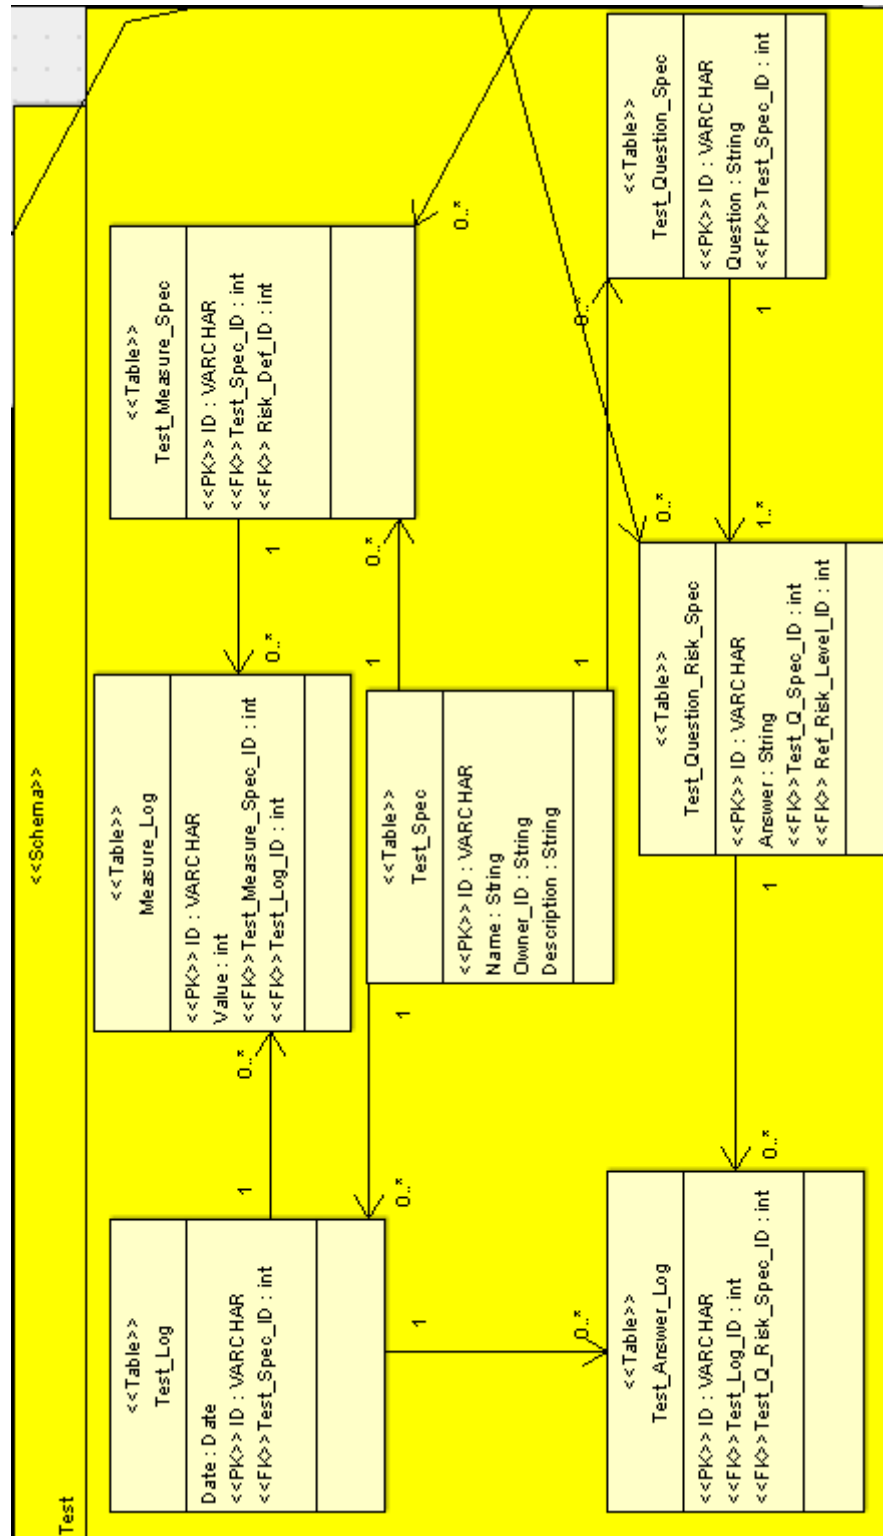 <<Schema>>
Test
<<Table>>
Test_Log
Date : Date
<<PK>> ID : VARCHAR
<<FK>>Test_Spec_ID : int
1
0..*
<<Table>>
Measure_Log
<<PK>> ID : VARCHAR
Value : int
<<FK>>Test_Measure_Spec_ID : int
<<FK>>Test_Log_ID : int
0..*
1
<<Table>>
Test_Measure_Spec
<<PK>> ID : VARCHAR
<<FK>>Test_Spec_ID : int
<<FK>> Risk_Def_ID : int
0..*
0..*
1
<<Table>>
Test_Spec
<<PK>> ID : VARCHAR
Name : String
Owner_ID : String
Description : String
1
0..*
1
0..*
1
0..*
<<Table>>
Test_Answer_Log
<<PK>> ID : VARCHAR
<<FK>>Test_Log_ID : int
<<FK>>Test_Q_Risk_Spec_ID : int
0..*
1
<<Table>>
Test_Question_Risk_Spec
<<PK>> ID : VARCHAR
Answer : String
<<FK>>Test_Q_Spec_ID : int
<<FK>> Ref_Risk_Level_ID : int
0..*
1..*
1
<<Table>>
Test_Question_Spec
<<PK>> ID : VARCHAR
Question : String
<<FK>>Test_Spec_ID : int